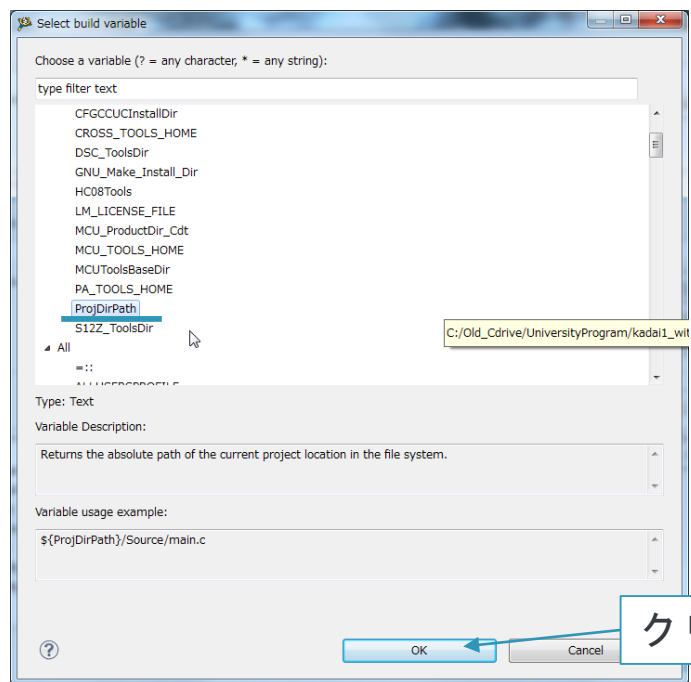 Select build variable
Choose a variable (? = any character, * = any string):
type filter text
CFGCCUCInstallDir
CROSS_TOOLS_HOME
DSC_ToolsDir
GNU_Make_Install_Dir
HC08Tools
LM_LICENSE_FILE
MCU_ProductDir_Cdt
MCU_TOOLS_HOME
MCUToolsBaseDir
PA_TOOLS_HOME
ProjDirPath
S12Z_ToolsDir
C:/Old_Cdrive/UniversityProgram/kadai1_wit
All
=::
Type: Text
Variable Description:
Returns the absolute path of the current project location in the file system.
Variable usage example:
${ProjDirPath}/Source/main.c
ク
OK
Cancel